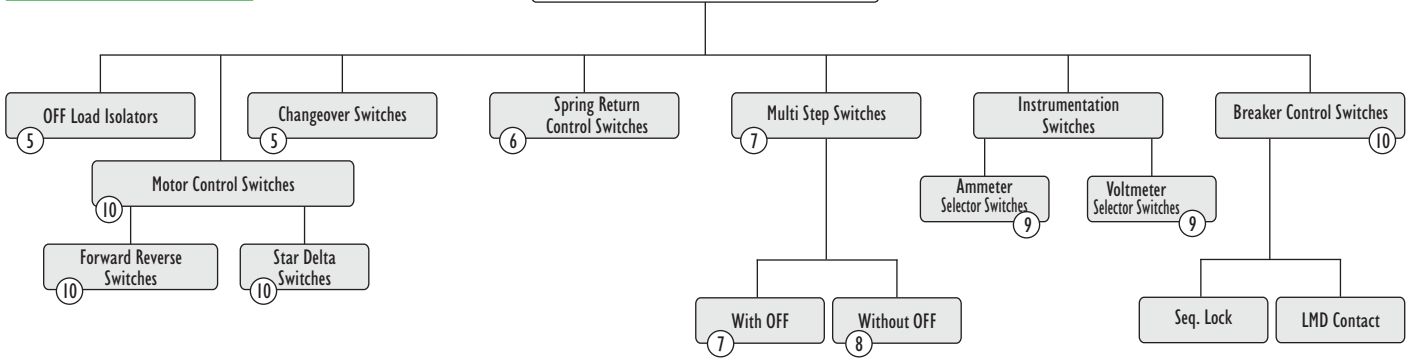 OFF Load Isolators
5
Changeover Switches
5
Spring Return
Control Switches
6
Multi Step Switches
7
Instrumentation
Switches
Breaker Control Switches
10
Motor Control Switches
10
Ammeter
Selector Switches
9
Voltmeter
Selector Switches
9
Forward Reverse
Switches
10
Star Delta
Switches
10
With OFF
7
Without OFF
8
Seq. Lock
LMD Contact